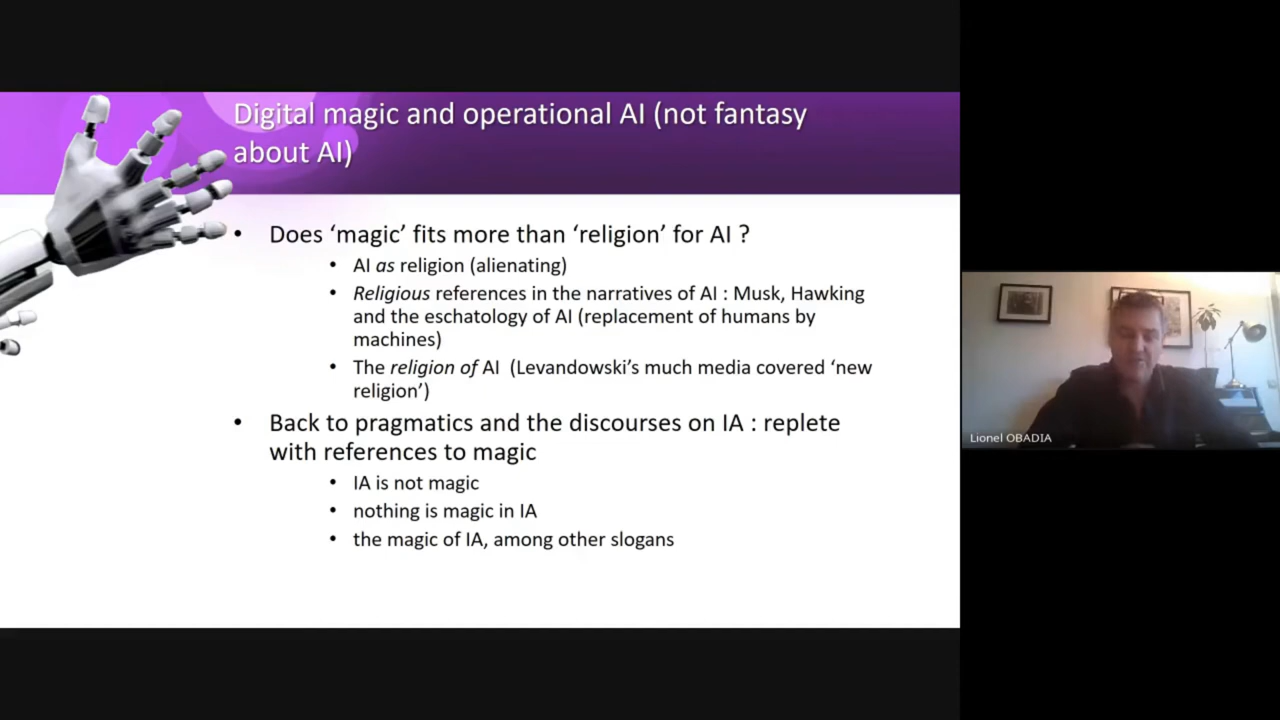 Digital magic and operational AI (not fantasy
about AI)
• Does ‘magic’ fits more than ‘religion’ for AI ?
• AI as religion (alienating)
• Religious references in the narratives of AI : Musk, Hawking
and the eschatology of AI (replacement of humans by
machines)
• The religion of AI (Levandowski’s much media covered ‘new
religion’)
• Back to pragmatics and the discourses on IA : replete
with references to magic
• IA is not magic
• nothing is magic in IA
• the magic of IA, among other slogans
Lionel OBADIA